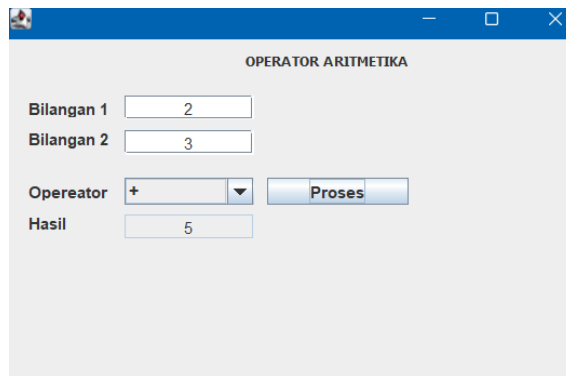 OPERATOR ARITMETIKA
Bilangan 1 2
Bilangan 2 3
Opereator + Proses
Hasil 5